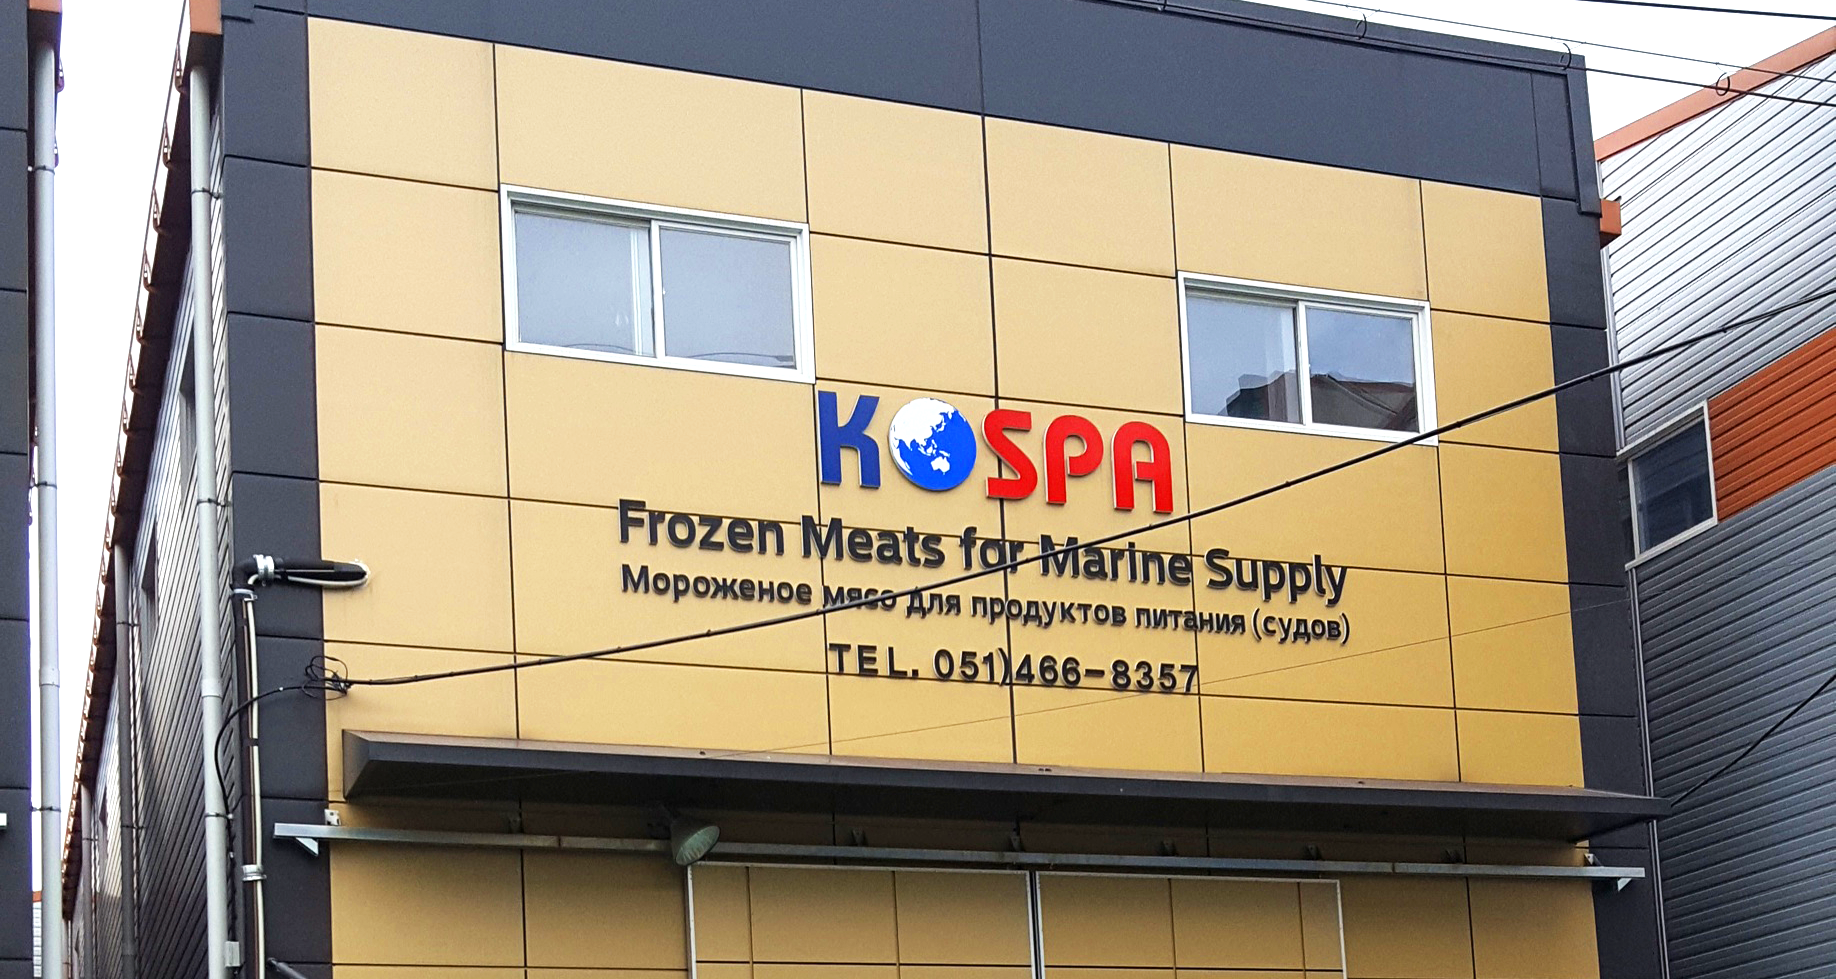 KOSPA
Frozen Meats for Marine Supply
Мороженое мясо для продуктов питания (судов)
TEL. 051)466-8357